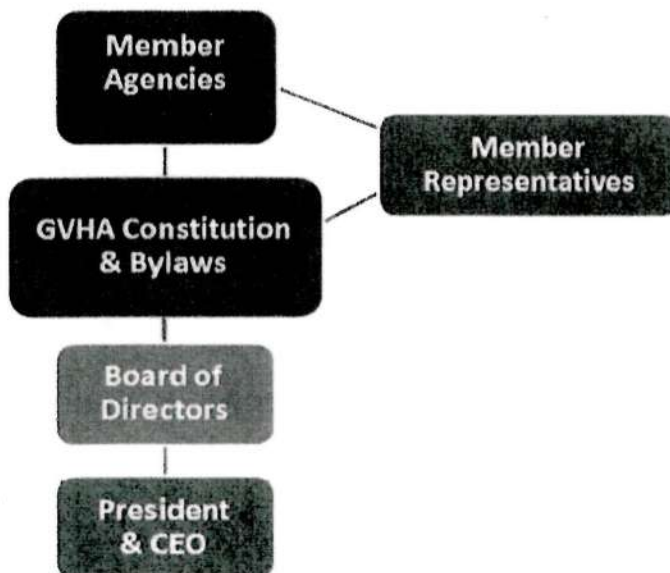 Member
Agencies
Member
Representatives
GVHA Constitution
& Bylaws
Board of
Directors
President
& CEO